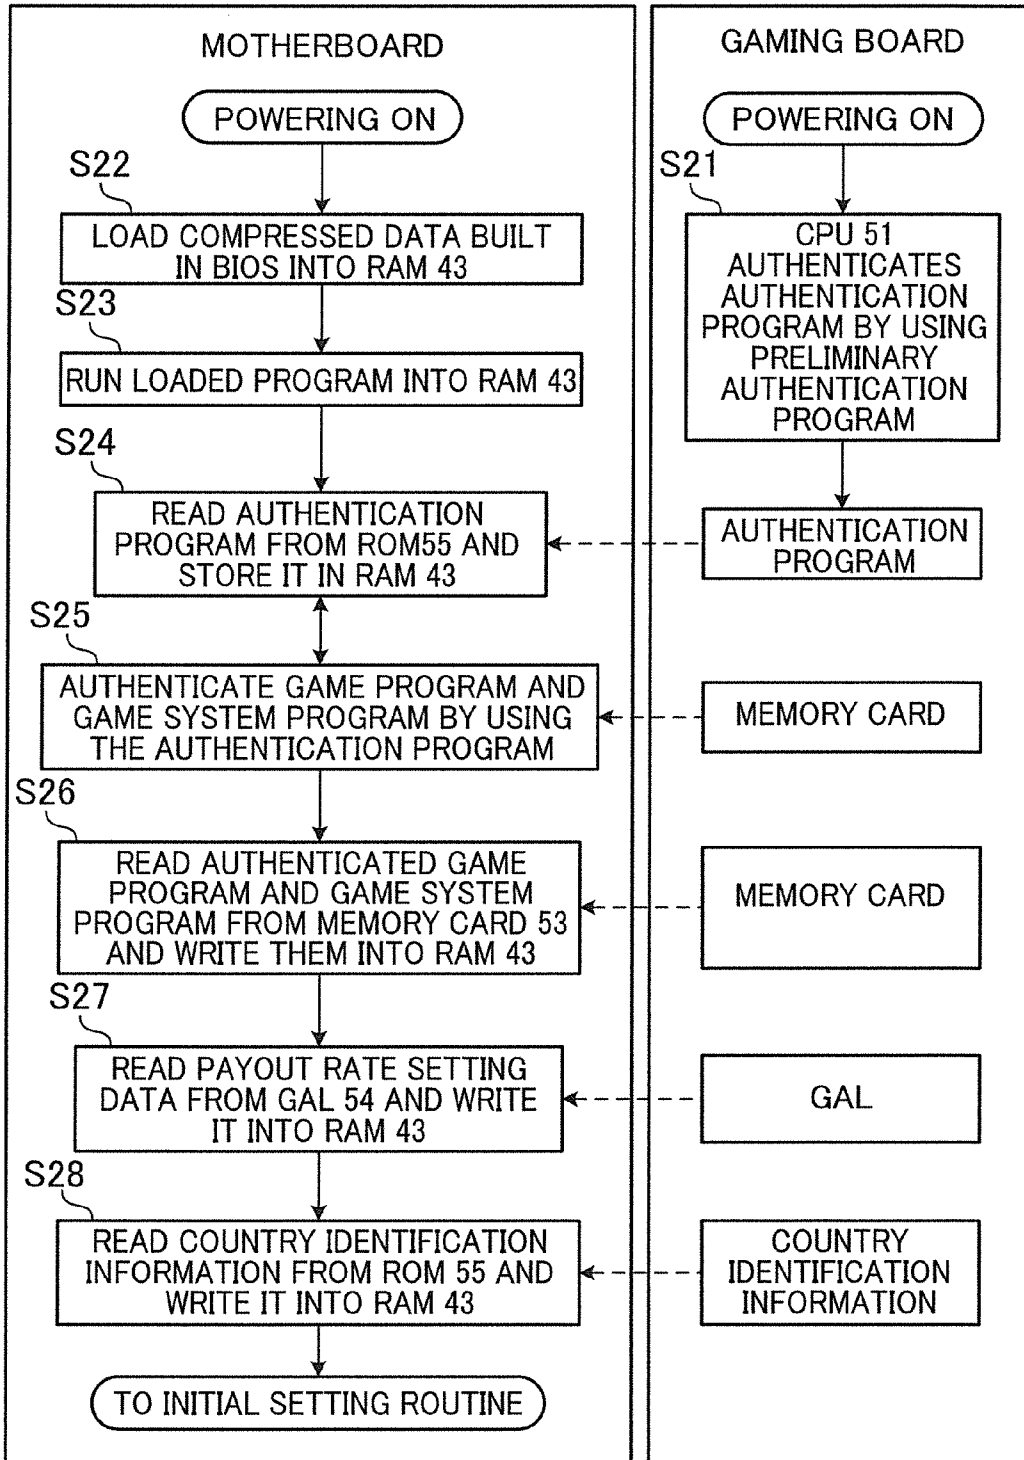 MOTHERBOARD
POWERING ON
S22
LOAD COMPRESSED DATA BUILT
IN BIOS INTO RAM 43
S23
RUN LOADED PROGRAM INTO RAM 43
S24
READ AUTHENTICATION
PROGRAM FROM ROM55 AND
STORE IT IN RAM 43
S25
AUTHENTICATE GAME PROGRAM AND
GAME SYSTEM PROGRAM BY USING
THE AUTHENTICATION PROGRAM
S26
READ AUTHENTICATED GAME
PROGRAM AND GAME SYSTEM
PROGRAM FROM MEMORY CARD 53
AND WRITE THEM INTO RAM 43
S27
READ PAYOUT RATE SETTING
DATA FROM GAL 54 AND WRITE
IT INTO RAM 43
S28
READ COUNTRY IDENTIFICATION
INFORMATION FROM ROM 55 AND
WRITE IT INTO RAM 43
TO INITIAL SETTING ROUTINE
GAMING BOARD
POWERING ON
S21
CPU 51
AUTHENTICATES
AUTHENTICATION
PROGRAM BY USING
PRELIMINARY
AUTHENTICATION
PROGRAM
AUTHENTICATION
PROGRAM
MEMORY CARD
MEMORY CARD
GAL
COUNTRY
IDENTIFICATION
INFORMATION